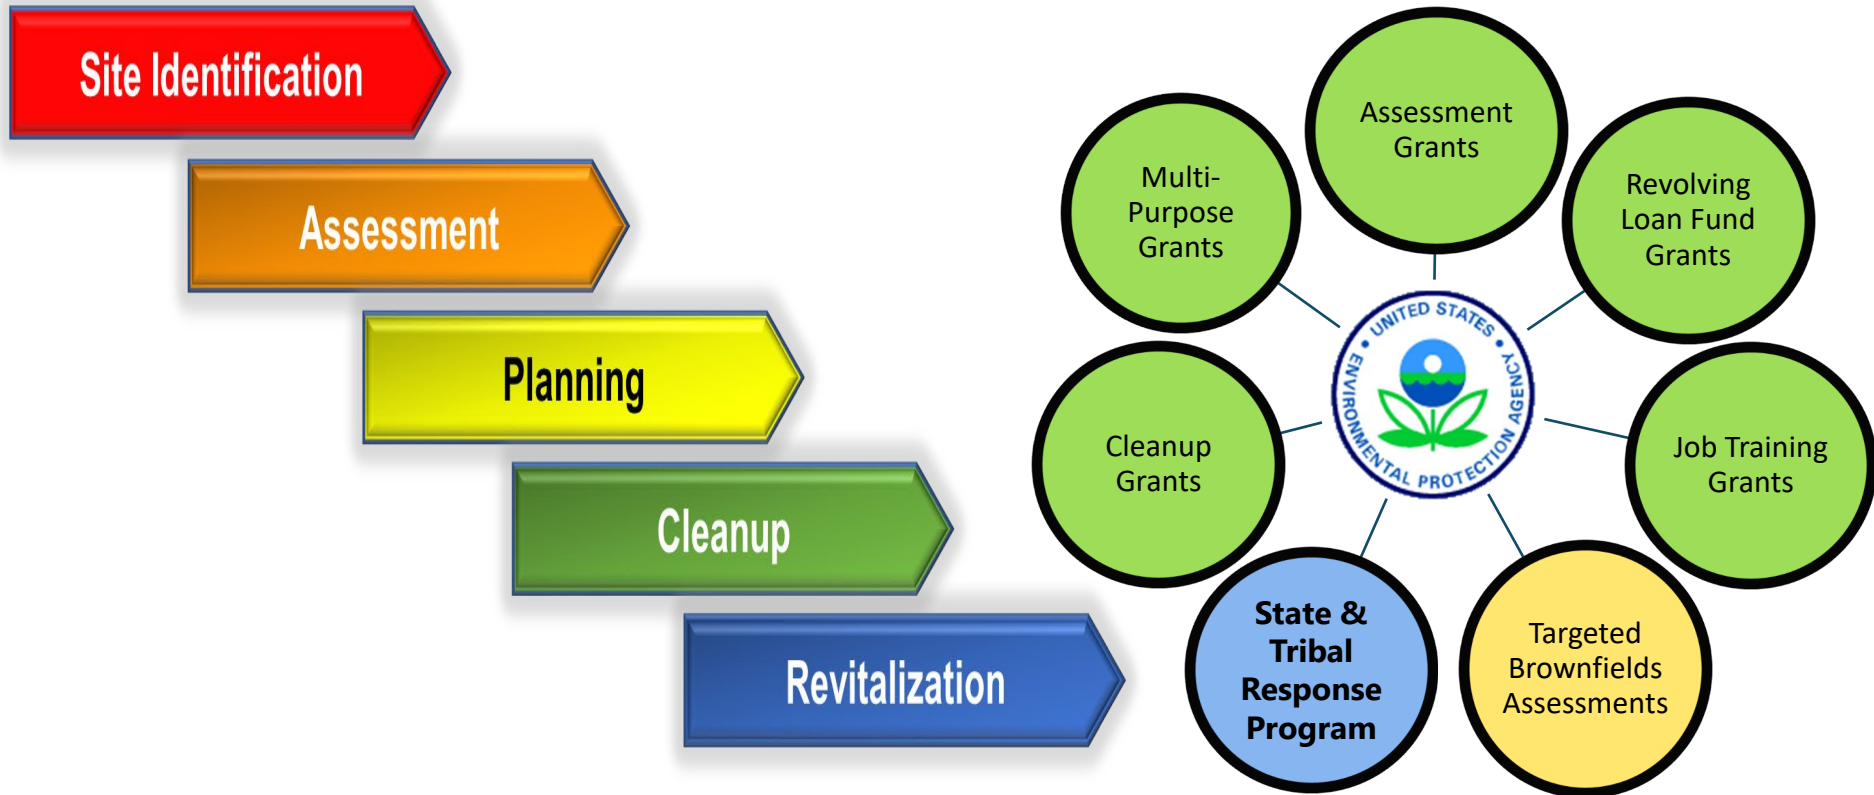 Site Identification
Assessment
Planning
Cleanup
Revitalization
Assessment
Grants
Multi-
Purpose
Grants
Revolving
Loan Fund
Grants
Cleanup
Grants
Job Training
Grants
State &
Tribal
Response
Program
Targeted
Brownfields
Assessments
UNITED STATES
ENVIRONMENTAL PROTECTION AGENCY